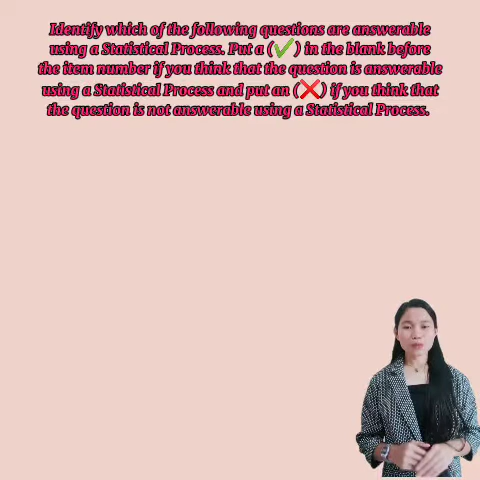 Identify which of the following questions are answerable
using a Statistical Process. Put a (✅) in the blank before
the item number if you think that the question is answerable
using a Statistical Process and put an (❌) if you think that
the question is not answerable using a Statistical Process.